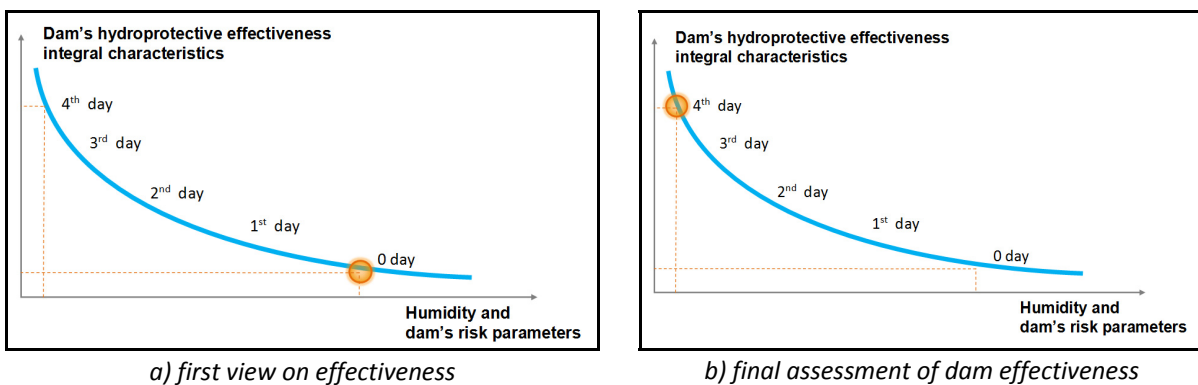 Dam's hydroprotective effectiveness
integral characteristics
4th day
3rd day
2nd day
1st day
0 day
Humidity and
dam's risk parameters
a) first view on effectiveness
Dam's hydroprotective effectiveness
integral characteristics
4th day
3rd day
2nd day
1st day
0 day
Humidity and
dam's risk parameters
b) final assessment of dam effectiveness